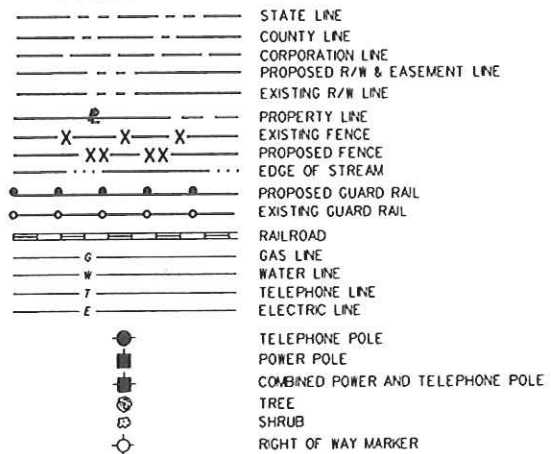 STATE LINE
COUNTY LINE
CORPORATION LINE
PROPOSED R/W & EASEMENT LINE
EXISTING R/W LINE
PROPERTY LINE
X X X EXISTING FENCE
XX XX PROPOSED FENCE
EDGE OF STREAM
PROPOSED GUARD RAIL
EXISTING GUARD RAIL
RAILROAD
G GAS LINE
W WATER LINE
T TELEPHONE LINE
E ELECTRIC LINE
TELEPHONE POLE
POWER POLE
COMBINED POWER AND TELEPHONE POLE
TREE
SHRUB
RIGHT OF WAY MARKER